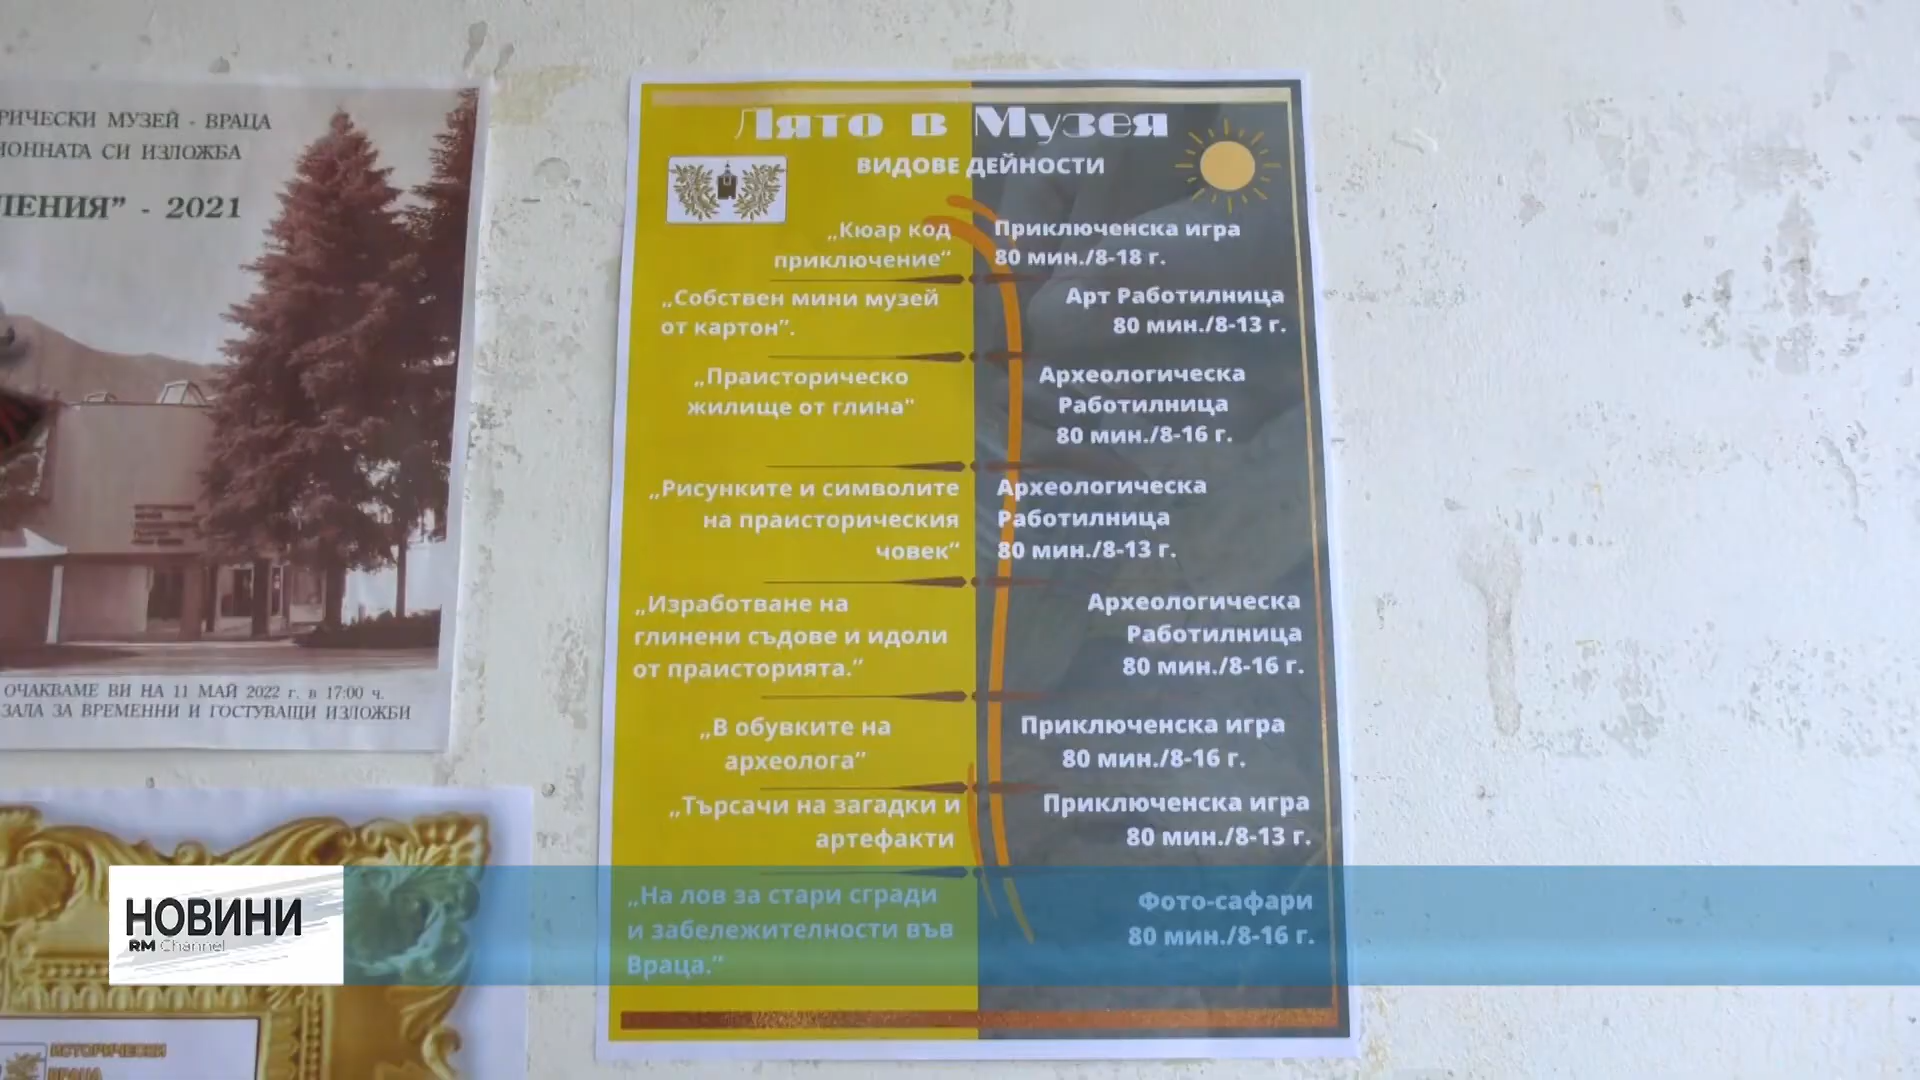 РИЧЕСКИ МУЗЕЙ - ВРАЦА
ИОННАТА СИ ИЗЛОЖБА
ЛЕНИЯ” - 2021
ОЧАКВАМЕ ВИ НА 11 МАЙ 2022 г. в 17:00 ч.
ЗАЛА ЗА ВРЕМЕННИ И ГОСТУВАЩИ ИЗЛОЖБИ
Лято в Музея
ВИДОВЕ ДЕЙНОСТИ
„Кюар код
приключение”
Приключенска игра
80 мин./8-18 г.
„Собствен мини музей
от картон”.
Арт Работилница
80 мин./8-13 г.
„Праисторическо
жилище от глина"
Археологическа
Работилница
80 мин./8-16 г.
„Рисунките и символите
на праисторическия
човек”
Археологическа
Работилница
80 мин./8-13 г.
„Изработване на
глинени съдове и идоли
от праисторията.”
Археологическа
Работилница
80 мин./8-16 г.
„В обувките на
археолога”
Приключенска игра
80 мин./8-16 г.
„Търсачи на загадки и
артефакти
Приключенска игра
80 мин./8-13 г.
„На лов за стари сгради
и забележителности във
Враца.”
Фото-сафари
80 мин./8-16 г.
НОВИНИ
RM Channel
ИСТОРИЧЕСКИ
ВРАЦА